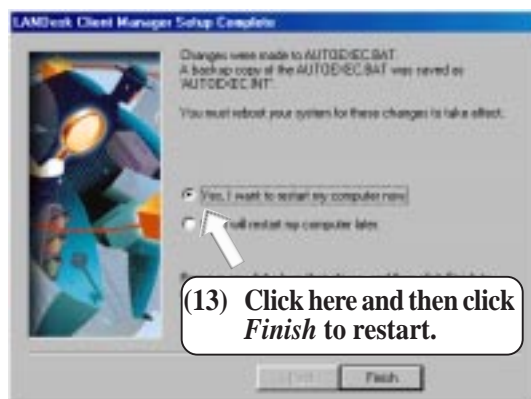 LANDesk Client Manager Setup Complete
Changes were made to AUTOEXEC.BAT.
A backup copy of the AUTOEXEC.BAT was saved as
'AUTOEXEC.INT'.
You must reboot your system for these changes to take effect.
Yes, I want to restart my computer now.
will restart my computer later.
(13) Click here and then click
Finish to restart.
Finish